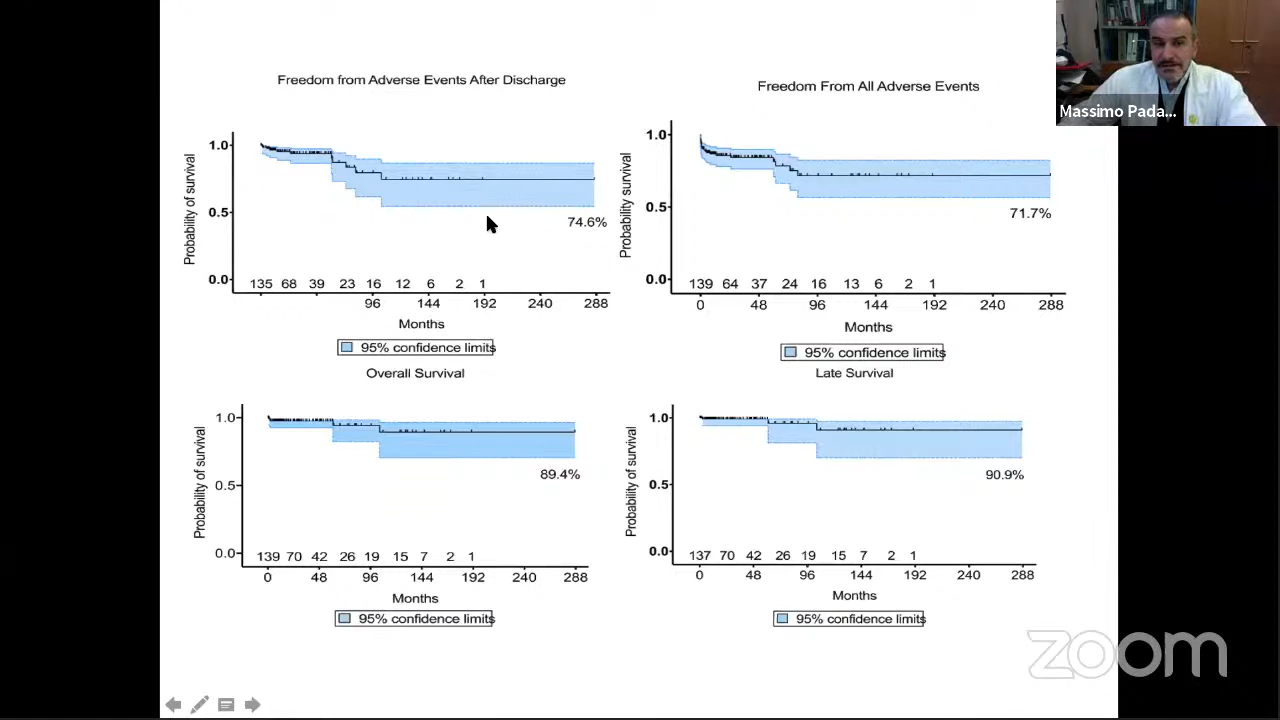 Massimo Pada...
Freedom from Adverse Events After Discharge
Probability of survival
1.0
0.5
0.0
74.6%
135 68 39 23 16 12 6 2 1
96 144 192 240 288
Months
95% confidence limits
Freedom From All Adverse Events
Probability of survival
1.0
0.5
0.0
71.7%
139 64 37 24 16 13 6 2 1
0 48 96 144 192 240 288
Months
95% confidence limits
Overall Survival
Probability of survival
1.0
0.5
0.0
89.4%
139 70 42 26 19 15 7 2 1
0 48 96 144 192 240 288
Months
95% confidence limits
Late Survival
Probability of survival
1.0
0.5
0.0
90.9%
137 70 42 26 19 15 7 2 1
0 48 96 144 192 240 288
Months
95% confidence limits
zoom